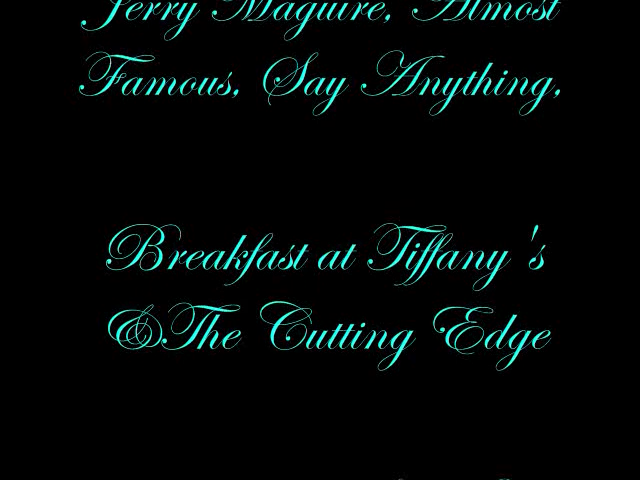 Jerry Maguire, Almost
Famous, Say Anything,
Breakfast at Tiffany 's
&The Cutting Edge